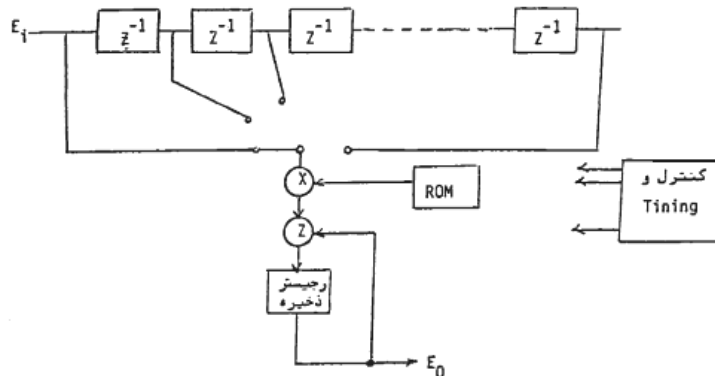 E_i
z^-1
z^-1
z^-1
z^-1
X
ROM
کنترل و
Tining
Z
رجیستر
ذخیره
E_0